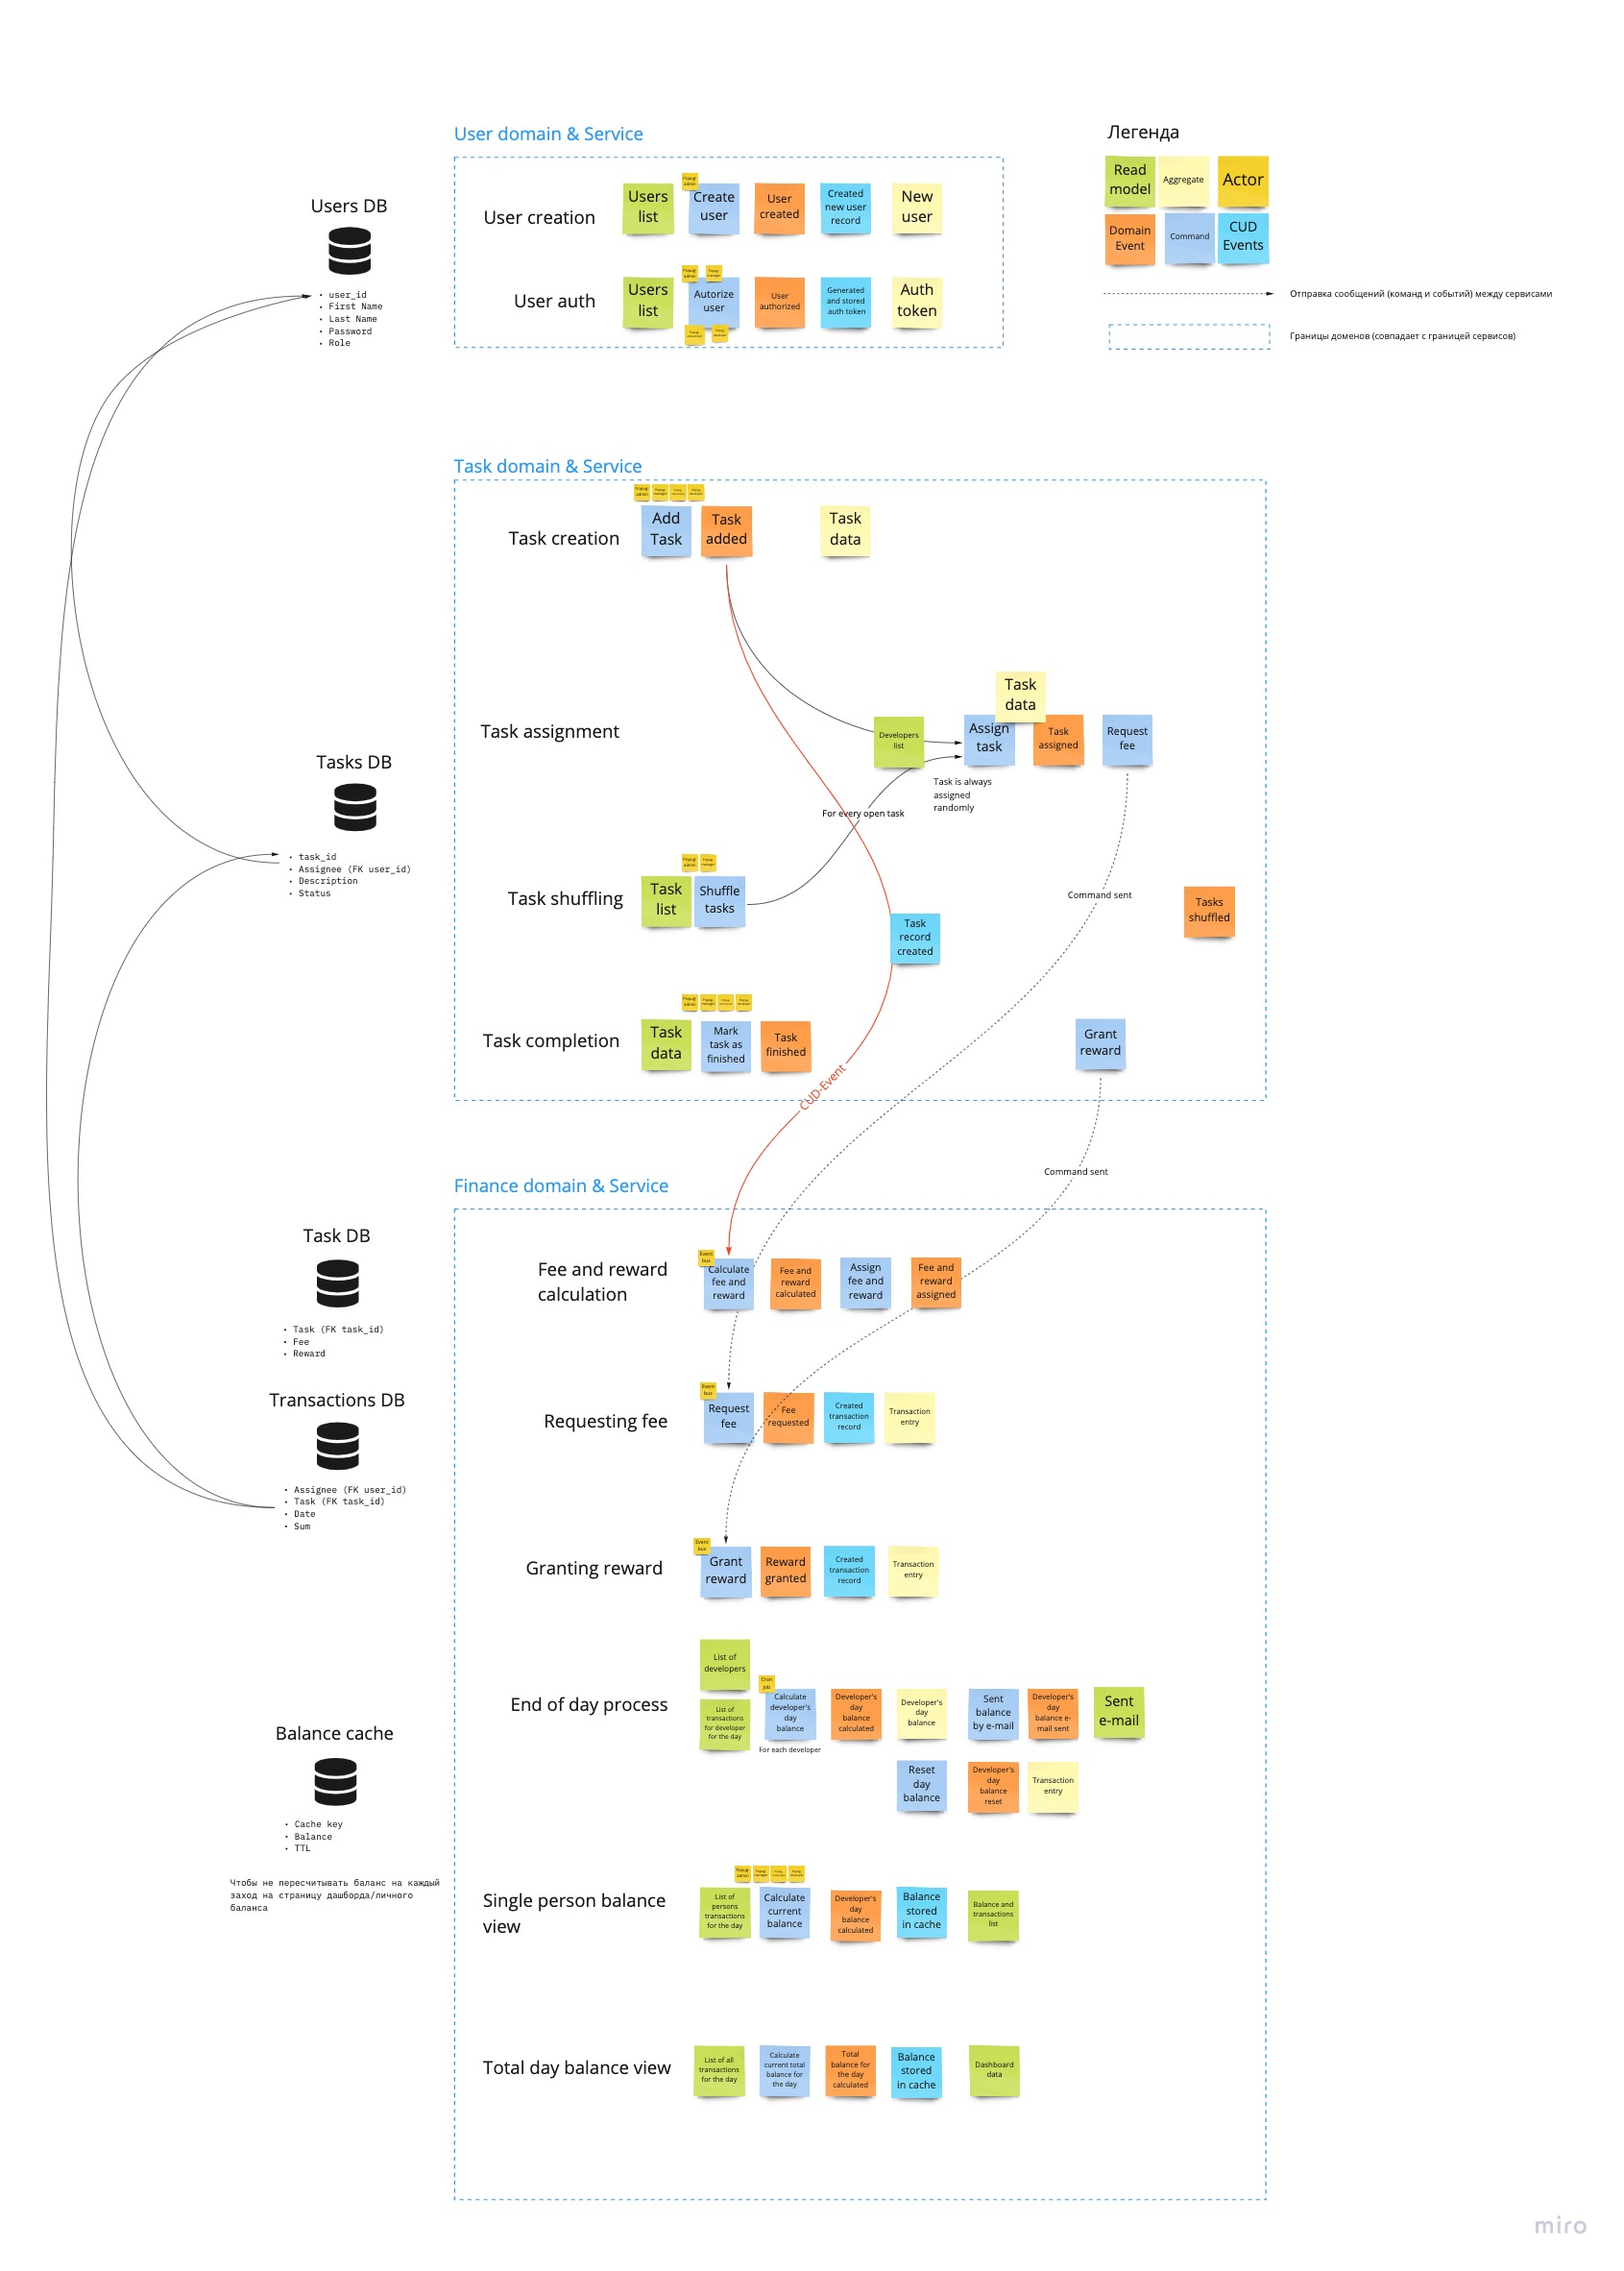 User domain & Service
Легенда
Read
model
Aggregate
Actor
Domain
Event
Command
CUD
Events
Отправка сообщений (команд и событий) между сервисами
Границы доменов (совпадает с границей сервисов)
Users DB
user_id
First Name
Last Name
Password
Role
User creation
Users
list
Create
user
User
created
Created
new user
record
New
user
User auth
Users
list
Autorize
user
User
authorized
Generated
and stored
auth token
Auth
token
Task domain & Service
Task creation
Add
Task
Task
added
Task
data
Task assignment
Developers
list
Task
data
Assign
task
Task
assigned
Request
fee
Task is always
assigned
randomly
For every open task
Tasks DB
task_id
Assignee (FK user_id)
Description
Status
Task shuffling
Task
list
Shuffle
tasks
Command sent
Tasks
shuffled
Task
record
created
Task completion
Task
data
Mark
task as
finished
Task
finished
Grant
reward
CUD-Event
Command sent
Finance domain & Service
Task DB
Task (FK task_id)
Fee
Reward
Fee and reward
calculation
Event
bus
Calculate
fee and
reward
Fee and
reward
calculated
Assign
fee and
reward
Fee and
reward
assigned
Transactions DB
Assignee (FK user_id)
Task (FK task_id)
Date
Sum
Requesting fee
Event
bus
Request
fee
Fee
requested
Created
transaction
record
Transaction
entry
Granting reward
Event
bus
Grant
reward
Reward
granted
Created
transaction
record
Transaction
entry
End of day process
List of
developers
List of
transactions
for developer
for the day
Cron
job
Calculate
developer's
day
balance
For each developer
Developer's
day
balance
calculated
Developer's
day
balance
Sent
balance
by e-mail
Developer's
day
balance e-
mail sent
Sent
e-mail
Reset
day
balance
Developer's
day
balance
reset
Transaction
entry
Balance cache
Cache key
Balance
TTL
Чтобы не пересчитывать баланс на каждый
заход на страницу дашборда/личного
баланса
Single person balance
view
List of
persons
transactions
for the day
Calculate
current
balance
Developer's
day
balance
calculated
Balance
stored
in cache
Balance and
transactions
list
Total day balance view
List of all
transactions
for the day
Calculate
current total
balance for
the day
Total
balance for
the day
calculated
Balance
stored
in cache
Dashboard
data
miro